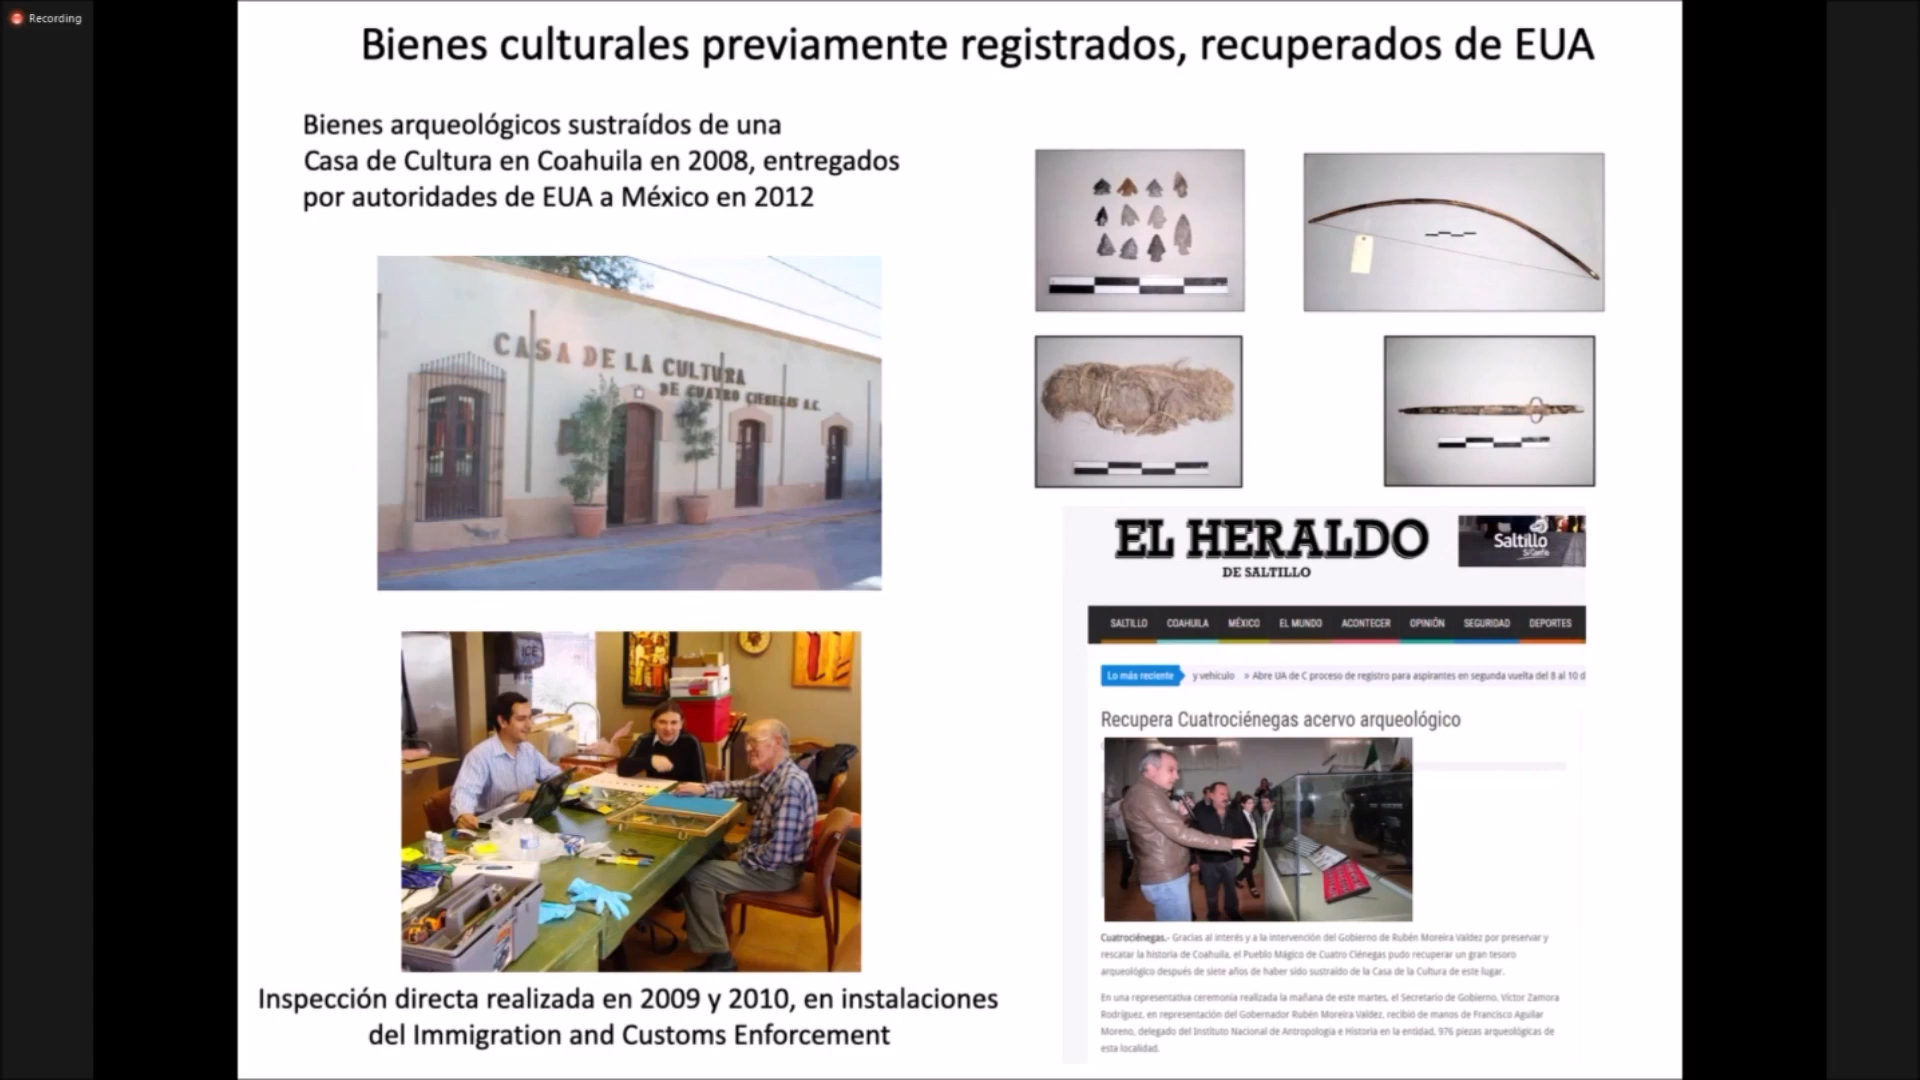 Recording
Bienes culturales previamente registrados, recuperados de EUA
Bienes arqueológicos sustraídos de una
Casa de Cultura en Coahuila en 2008, entregados
por autoridades de EUA a México en 2012
CASA DE LA CULTURA
DE CUATRO CIENEGAS A.C.
ICE
Inspección directa realizada en 2009 y 2010, en instalaciones
del Immigration and Customs Enforcement
EL HERALDO
DE SALTILLO
Saltillo
SALTILLO COAHUILA MÉXICO EL MUNDO ACONTECER OPINIÓN SEGURIDAD DEPORTES
Lo más reciente y vehículo » Abre UA de C proceso de registro para aspirantes en segunda vuelta del 8 al 10 d
Recupera Cuatrociénegas acervo arqueológico
Cuatrociénegas.- Gracias al interés y a la intervención del Gobierno de Rubén Moreira Valdez por preservar y
rescatar la historia de Coahuila, el Pueblo Mágico de Cuatro Ciénegas pudo recuperar un gran tesoro
arqueológico después de siete años de haber sido sustraído de la Casa de la Cultura de este lugar.
En una representativa ceremonia realizada la mañana de este martes, el Secretario de Gobierno, Víctor Zamora
Rodríguez, en representación del Gobernador Rubén Moreira Valdez, recibió de manos de Francisco Aguilar
Moreno, delegado del Instituto Nacional de Antropología e Historia en la entidad, 976 piezas arqueológicas de
esta localidad.